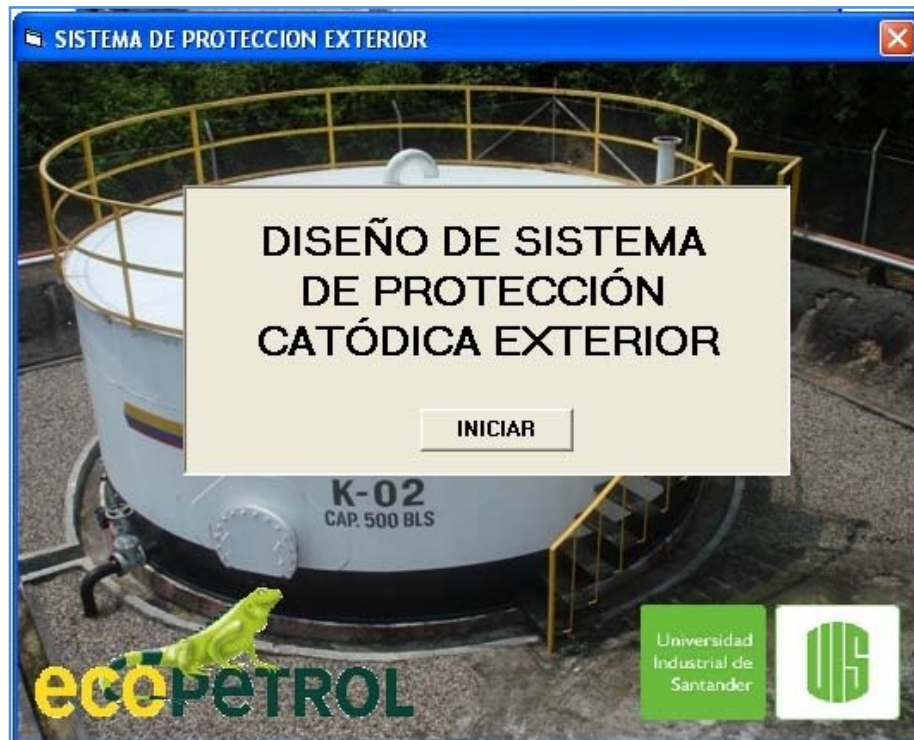 SISTEMA DE PROTECCION EXTERIOR
DISEÑO DE SISTEMA
DE PROTECCIÓN
CATÓDICA EXTERIOR
INICIAR
K-02
CAP. 500 BLS
ecoPETROL
Universidad
Industrial de
Santander
UIS